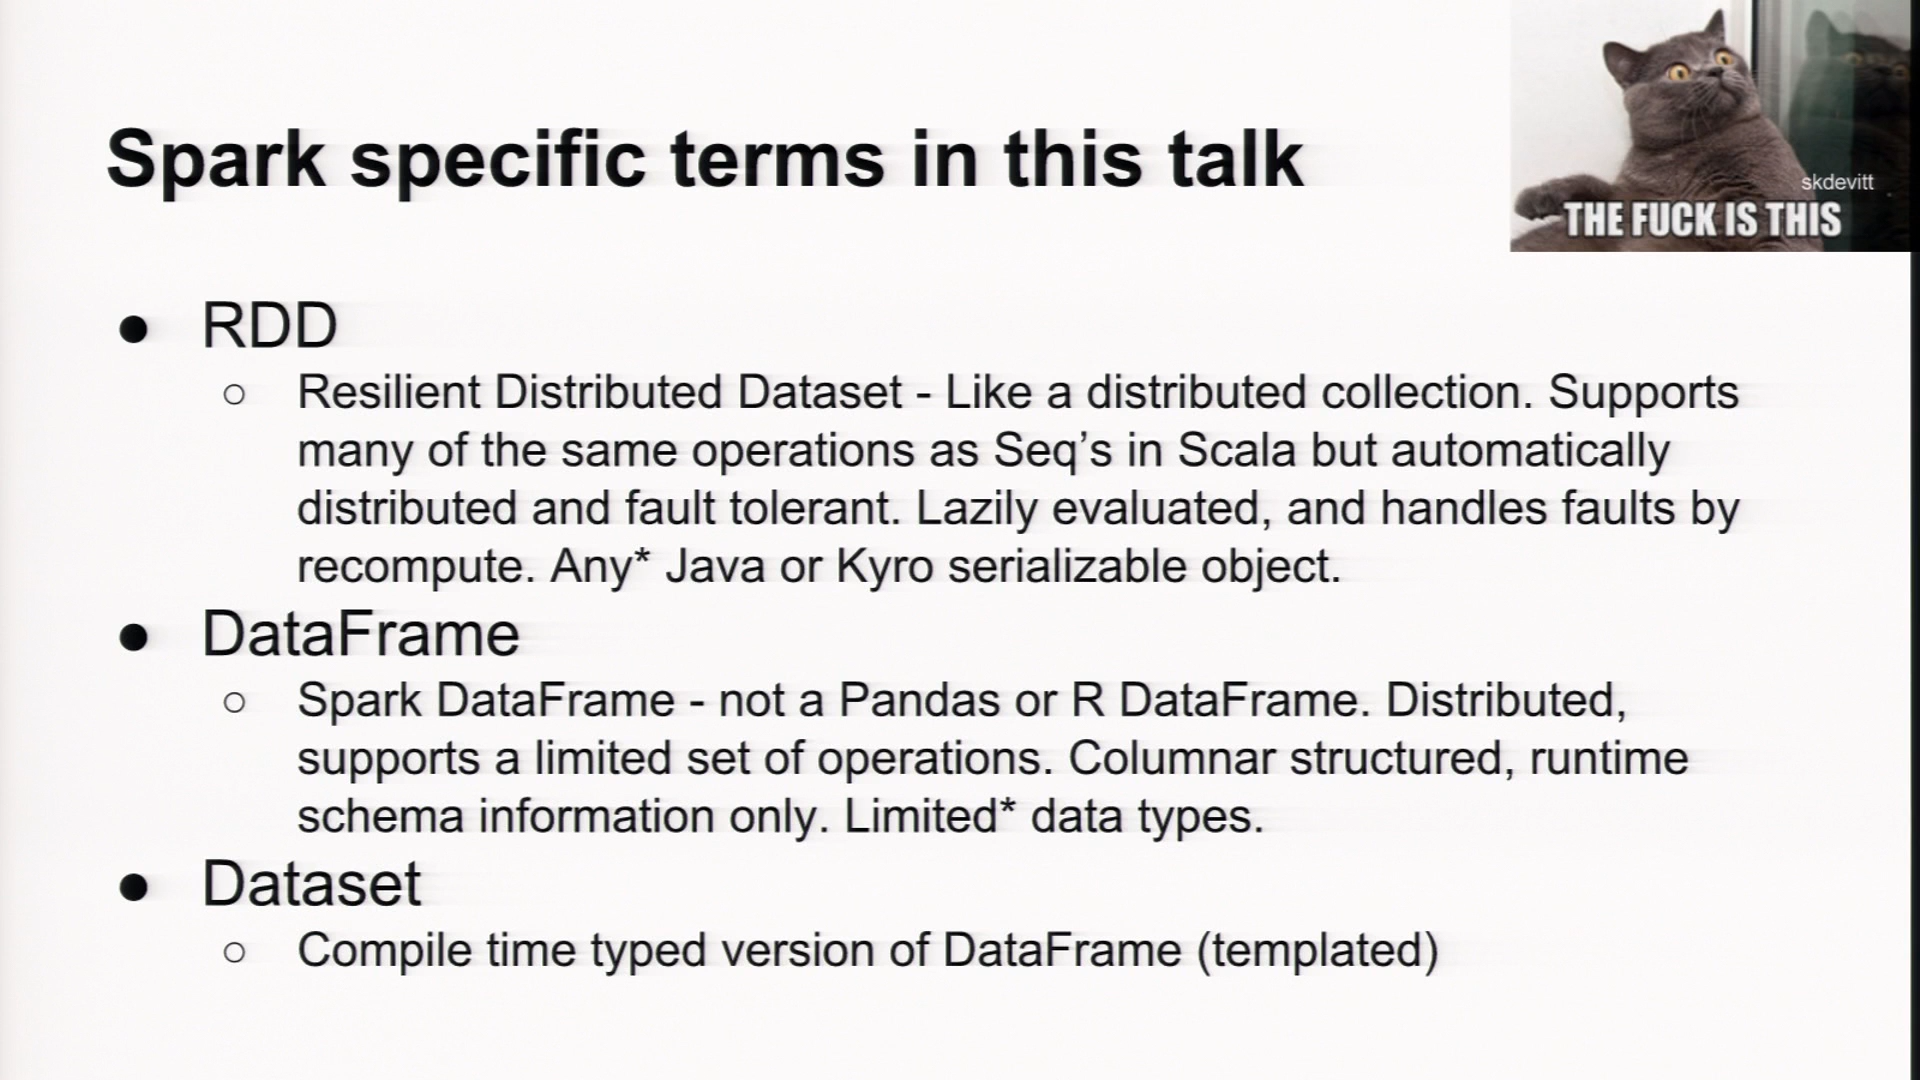 Spark specific terms in this talk
skdevitt
THE FUCK IS THIS
● RDD
○ Resilient Distributed Dataset - Like a distributed collection. Supports
many of the same operations as Seq’s in Scala but automatically
distributed and fault tolerant. Lazily evaluated, and handles faults by
recompute. Any* Java or Kyro serializable object.
● DataFrame
○ Spark DataFrame - not a Pandas or R DataFrame. Distributed,
supports a limited set of operations. Columnar structured, runtime
schema information only. Limited* data types.
● Dataset
○ Compile time typed version of DataFrame (templated)